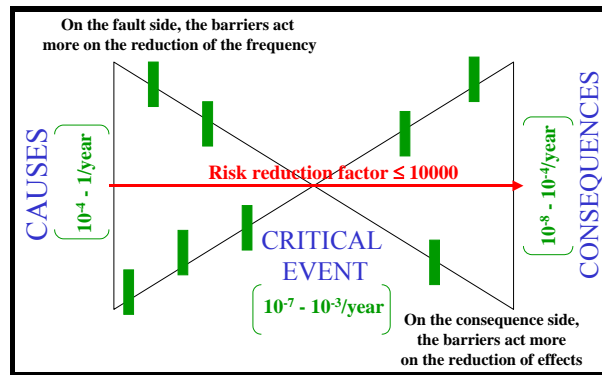 On the fault side, the barriers act
more on the reduction of the frequency
CAUSES
10⁻⁴ - 1/year
Risk reduction factor ≤ 10000
CRITICAL
EVENT
10⁻⁷ - 10⁻³/year
10⁻⁸ - 10⁻⁴/year
CONSEQUENCES
On the consequence side,
the barriers act more
on the reduction of effects